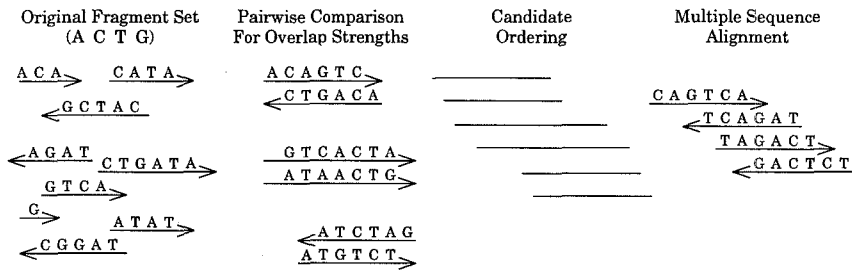 Original Fragment Set
(A C T G)
Pairwise Comparison
For Overlap Strengths
Candidate
Ordering
Multiple Sequence
Alignment
A C A
C A T A
G C T A C
A G A T
C T G A T A
G T C A
G
A T A T
C G G A T
A C A G T C
C T G A C A
G T C A C T A
A T A A C T G
A T C T A G
A T G T C T
C A G T C A
T C A G A T
T A G A C T
G A C T C T